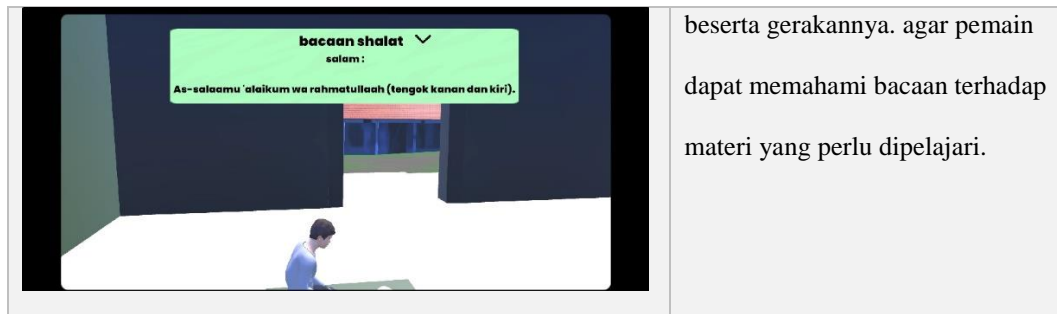 bacaan shalat
salam :
As-salaamu 'alaikum wa rahmatullaah (tengok kanan dan kiri).
beserta gerakannya. agar pemain
dapat memahami bacaan terhadap
materi yang perlu dipelajari.